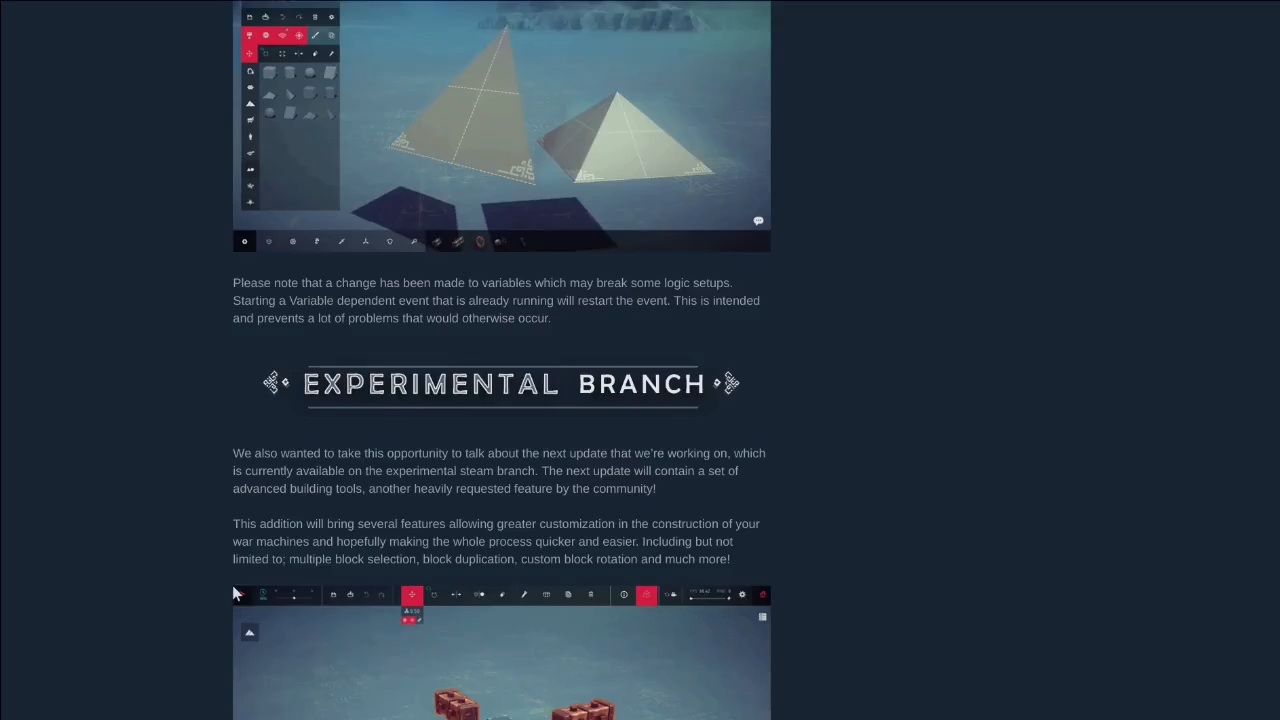 Please note that a change has been made to variables which may break some logic setups.
Starting a Variable dependent event that is already running will restart the event. This is intended
and prevents a lot of problems that would otherwise occur.
EXPERIMENTAL BRANCH
We also wanted to take this opportunity to talk about the next update that we're working on, which
is currently available on the experimental steam branch. The next update will contain a set of
advanced building tools, another heavily requested feature by the community!
This addition will bring several features allowing greater customization in the construction of your
war machines and hopefully making the whole process quicker and easier. Including but not
limited to; multiple block selection, block duplication, custom block rotation and much more!